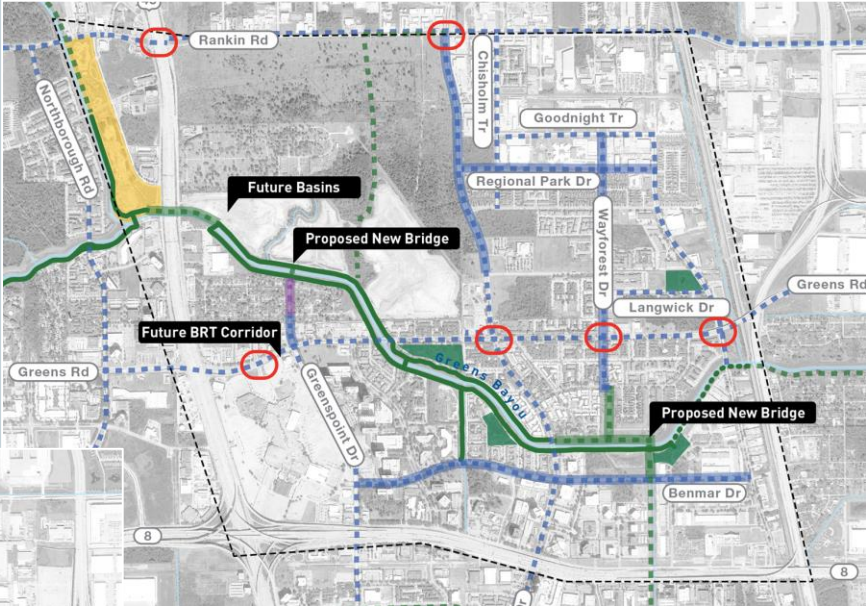 Rankin Rd
Chisholm Tr
Northborough Rd
Goodnight Tr
Regional Park Dr
Future Basins
Wayforest Dr
Proposed New Bridge
Greens Rd
Langwick Dr
Future BRT Corridor
Greens Rd
Greens Bayou
Greenspoint Dr
Proposed New Bridge
Benmar Dr
8
8